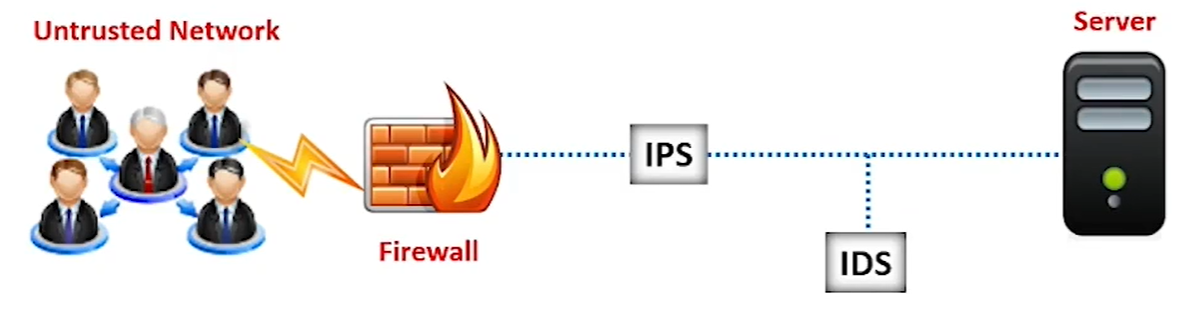 Untrusted Network
Server
IPS
Firewall
IDS